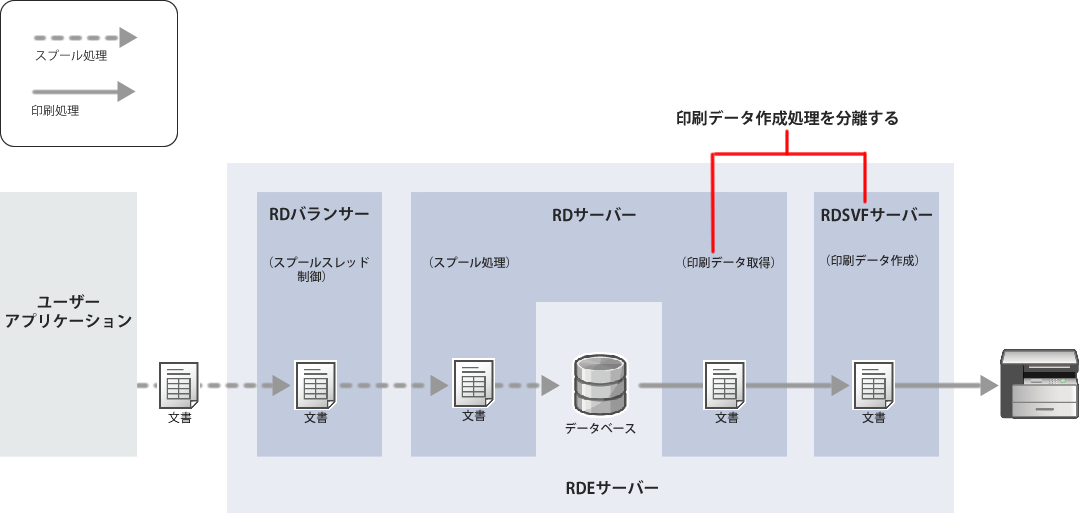 スプール処理
印刷処理
印刷データ作成処理を分離する
RDバランサー
RDサーバー
RDSVFサーバー
（スプールスレッド
制御）
（スプール処理）
（印刷データ取得）
（印刷データ作成）
ユーザー
アプリケーション
文書
文書
文書
データベース
文書
文書
RDEサーバー